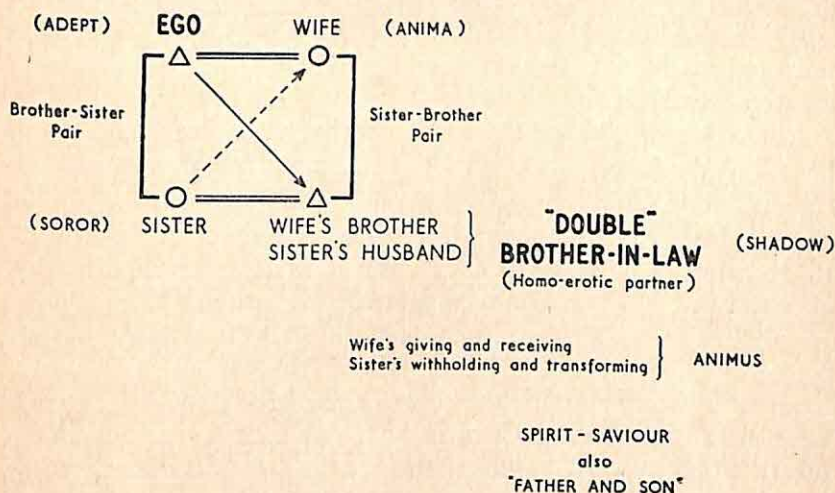 (ADEPT) EGO WIFE (ANIMA)
Brother-Sister
Pair
Sister-Brother
Pair
(SOROR) SISTER WIFE'S BROTHER
SISTER'S HUSBAND
"DOUBLE"
BROTHER-IN-LAW
(Homo-erotic partner)
(SHADOW)
Wife's giving and receiving
Sister's withholding and transforming
ANIMUS
SPIRIT - SAVIOUR
also
"FATHER AND SON"